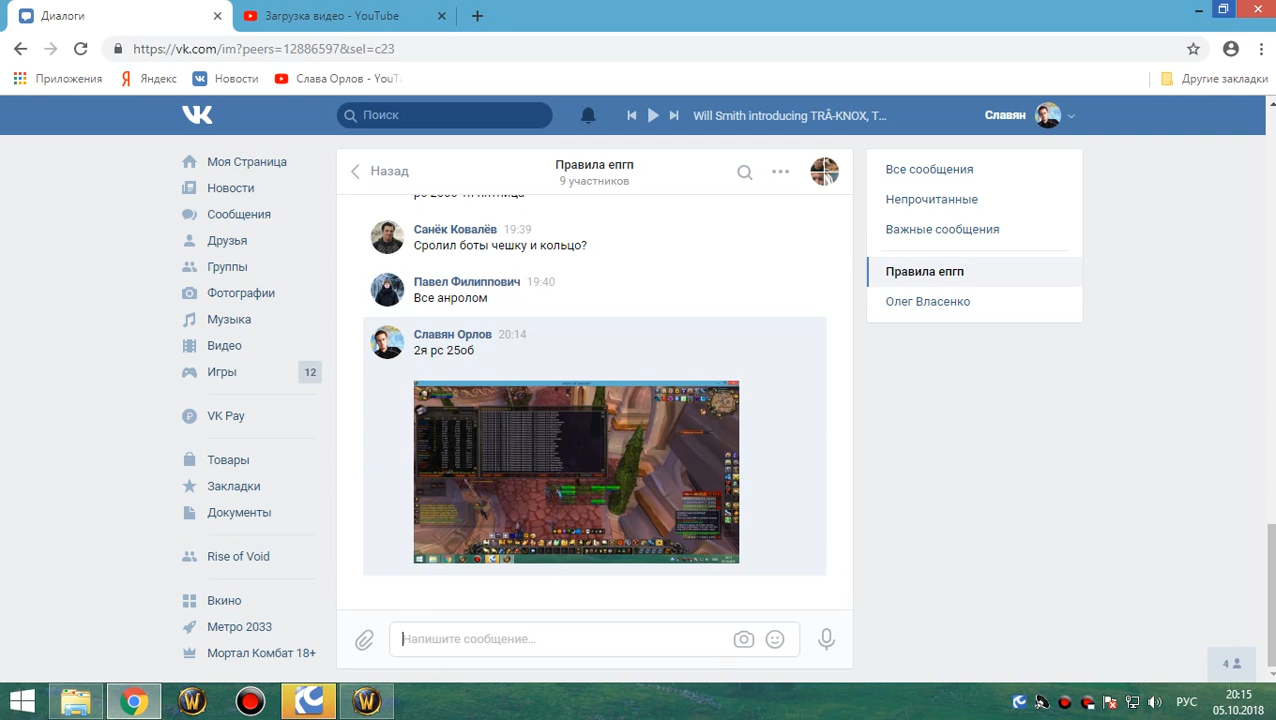 Диалоги
Загрузка видео - YouTube
https://vk.com/im?peers=12886597&sel=c23
Приложения
Яндекс
Новости
Слава Орлов - YouT
Другие закладки
Поиск
Will Smith introducing TRÂ-KNOX, T...
Славян
Моя Страница
Новости
Сообщения
Друзья
Группы
Фотографии
Музыка
Видео
Игры
12
VK Pay
Товары
Закладки
Документы
Rise of Void
Вкино
Метро 2033
Мортал Комбат 18+
Назад
Правила епгп
9 участников
Санёк Ковалёв 19:39
Сролил боты чешку и кольцо?
Павел Филиппович 19:40
Все анролом
Славян Орлов 20:14
2я рс 25об
Напишите сообщение...
Все сообщения
Непрочитанные
Важные сообщения
Правила епгп
Олег Власенко
4
РУС
20:15
05.10.2018